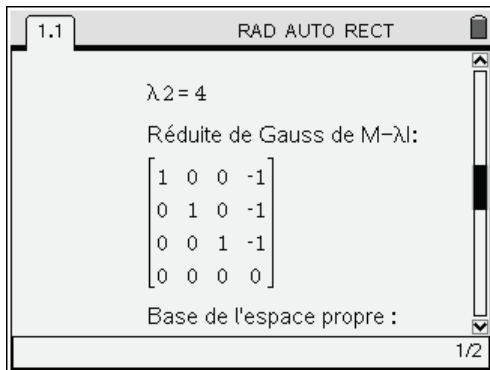 1.1 RAD AUTO RECT
λ2=4
Réduite de Gauss de M-λI:
[1 0 0 -1]
[0 1 0 -1]
[0 0 1 -1]
[0 0 0 0]
Base de l'espace propre :
1/2